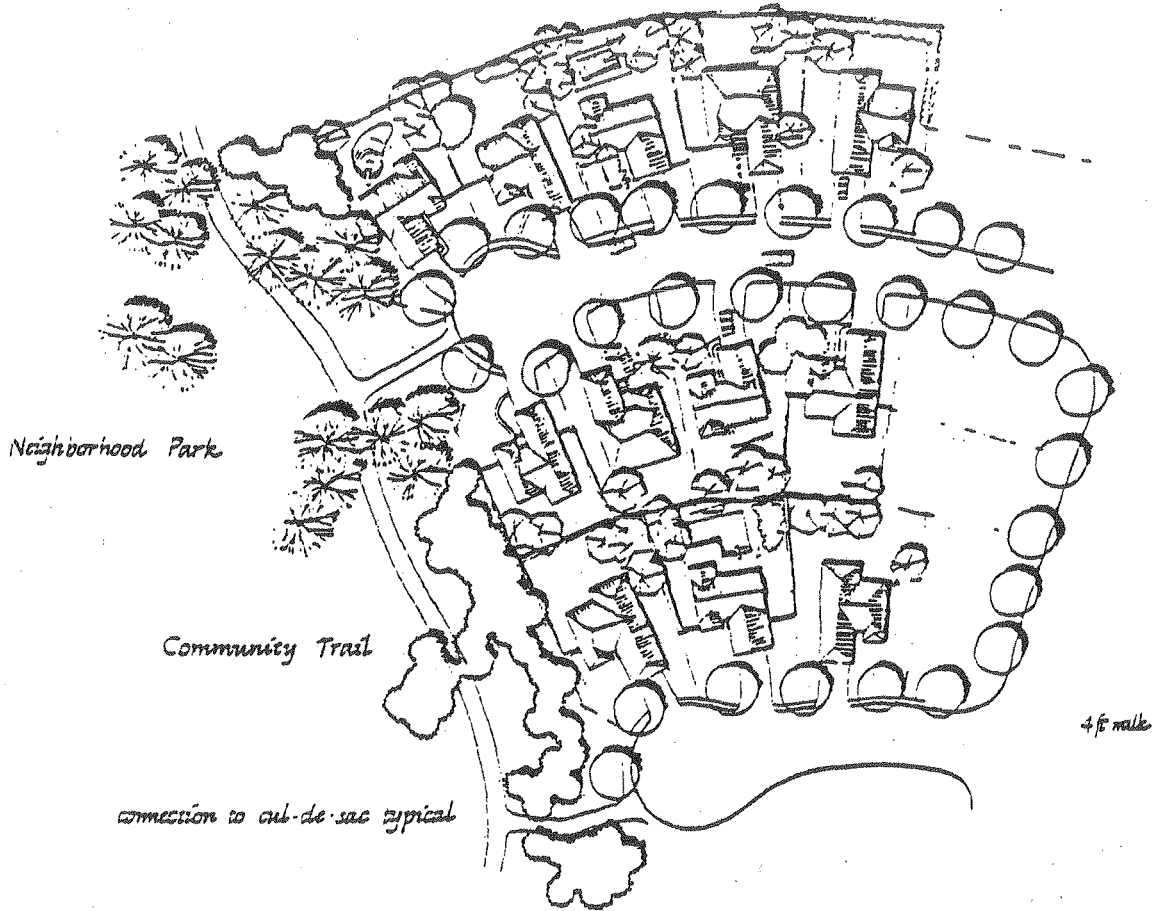 Neighborhood Park
Community Trail
4 ft walk
connection to cul-de-sac typical